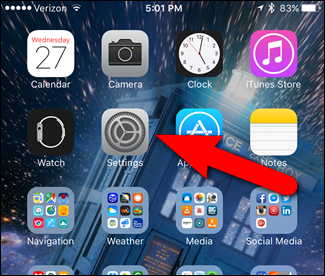 Verizon 5:01 PM 83%
Wednesday
27
Calendar Camera Clock iTunes Store
Watch Settings App Notes
Navigation Weather Media Social Media